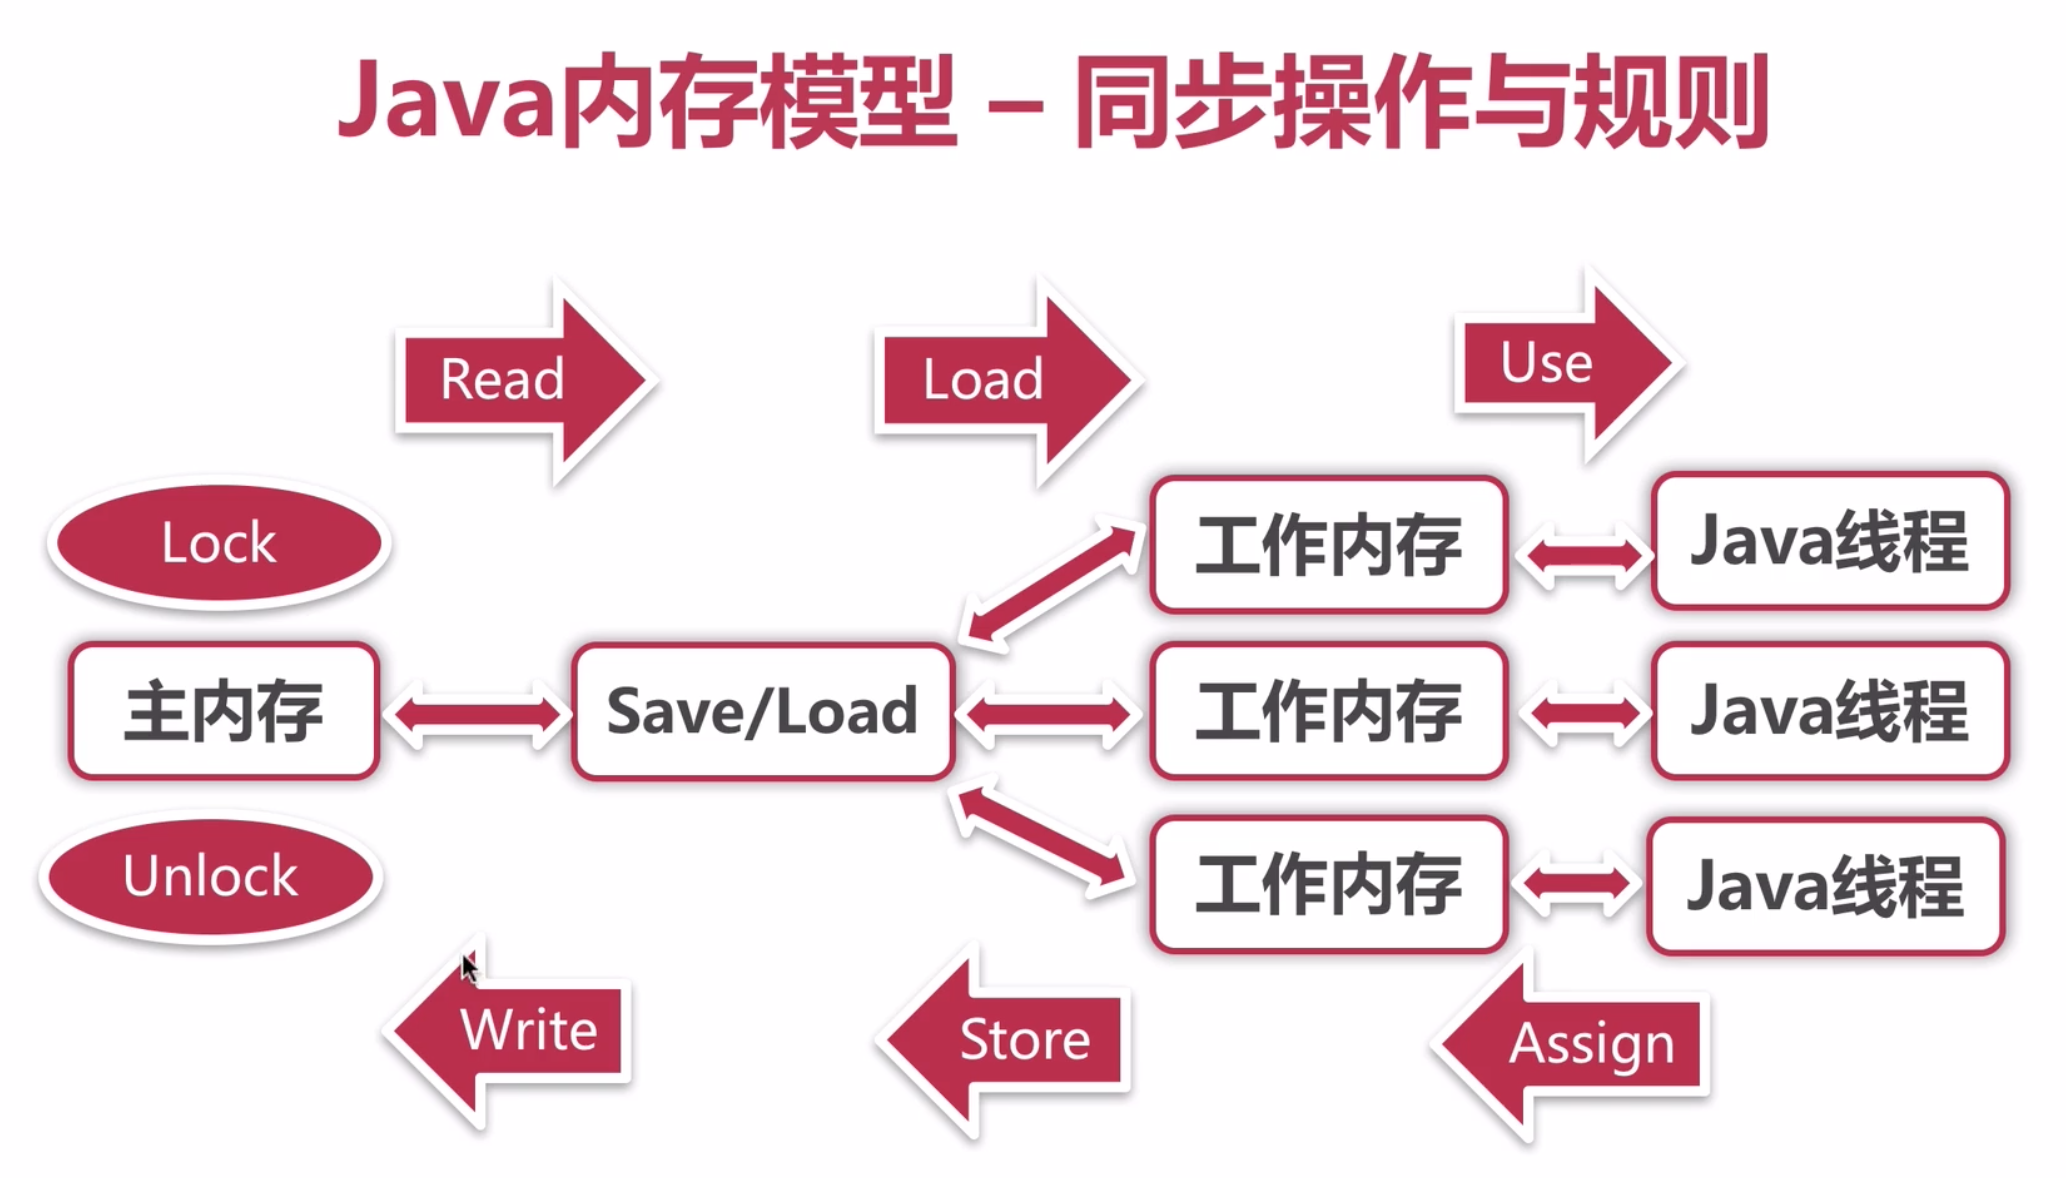 Java内存模型 – 同步操作与规则
Read
Load
Use
Lock
工作内存
Java线程
主内存
Save/Load
工作内存
Java线程
Unlock
工作内存
Java线程
Write
Store
Assign